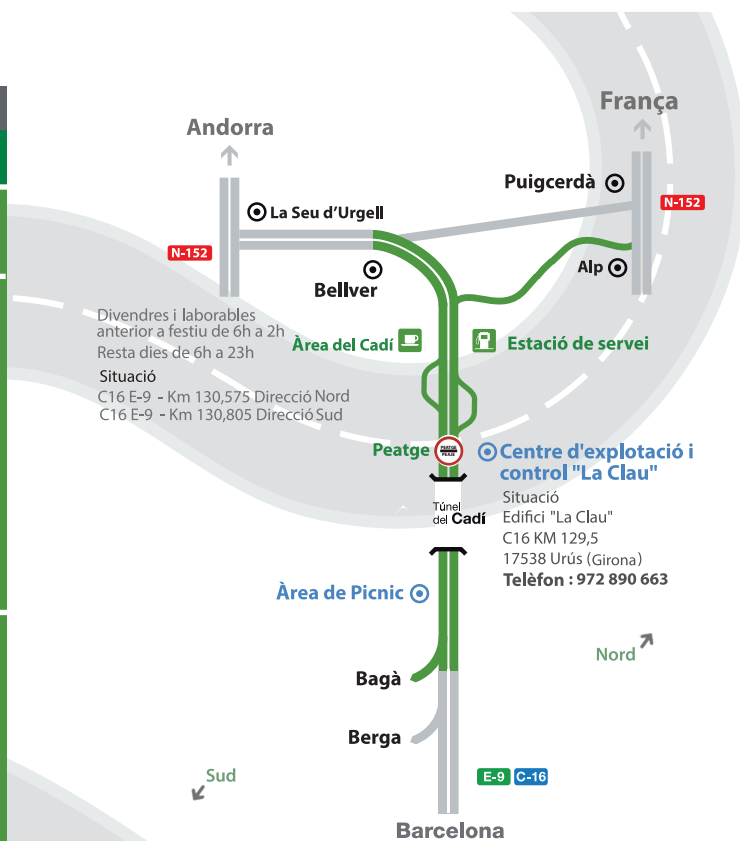 França
Andorra
Puigcerdà
N-152
La Seu d'Urgell
N-152
Alp
Bellver
Divendres i laborables
anterior a festiu de 6h a 2h
Resta dies de 6h a 23h
Àrea del Cadí
Estació de servei
Situació
C16 E-9 - Km 130,575 Direcció Nord
C16 E-9 - Km 130,805 Direcció Sud
Peatge
PEATGE
PEAJE
Centre d'explotació i
control "La Clau"
Situació
Edifici "La Clau"
C16 KM 129,5
17538 Urús (Girona)
Telèfon : 972 890 663
Túnel
del Cadí
Àrea de Picnic
Nord
Bagà
Berga
Sud
E-9 C-16
Barcelona